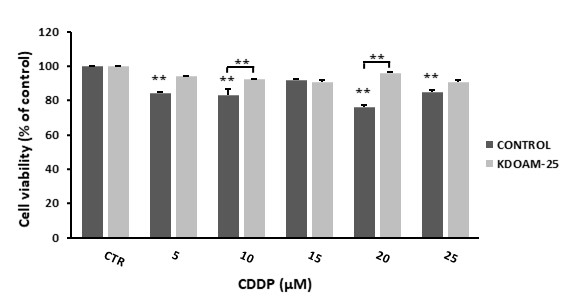 120
100
80
60
40
20
0
Cell viability (% of control)
** ** ** ** ** **
CTR 5 10 15 20 25
CDDP (µM)
CONTROL
KDOAM-25